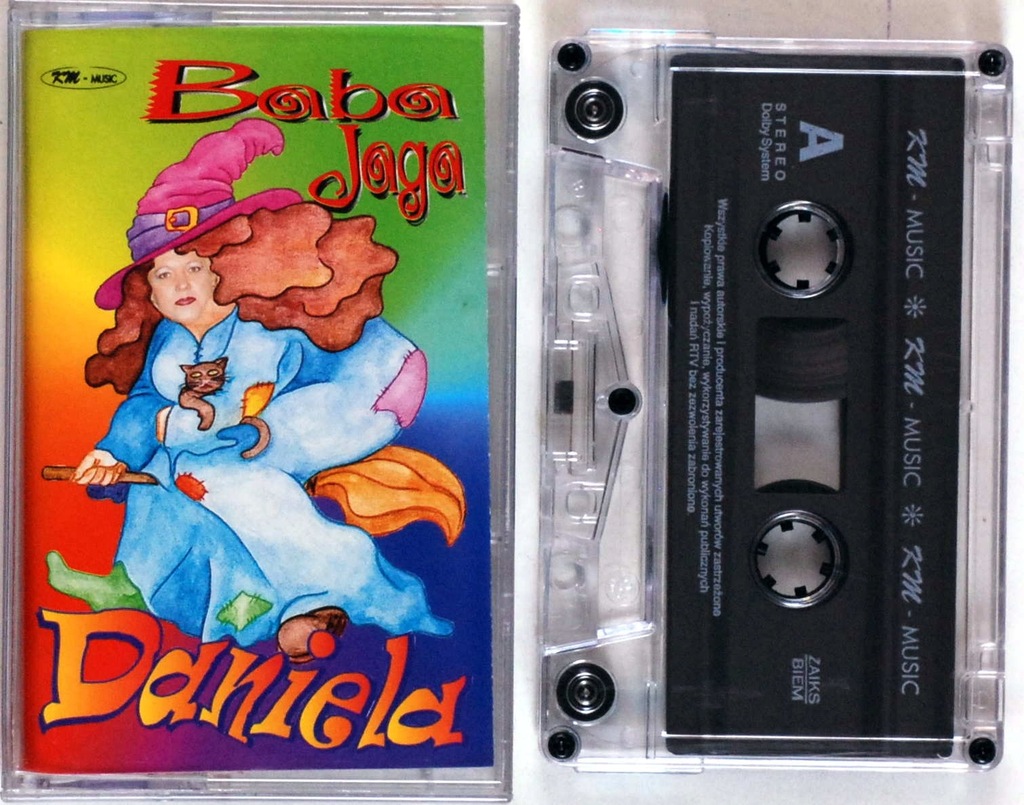 KM - MUSIC
Baba
Jaga
Daniela
A
STEREO
Dolby System
KM - MUSIC ✳ KM - MUSIC ✳ KM - MUSIC
Wszystkie prawa autorskie i producenta zarejestrowanych utworów zastrzeżone
Kopiowanie, wypożyczanie, wykorzystywanie do wykonań publicznych
i nadań RTV bez zezwolenia zabronione
ZAIKS
BIEM